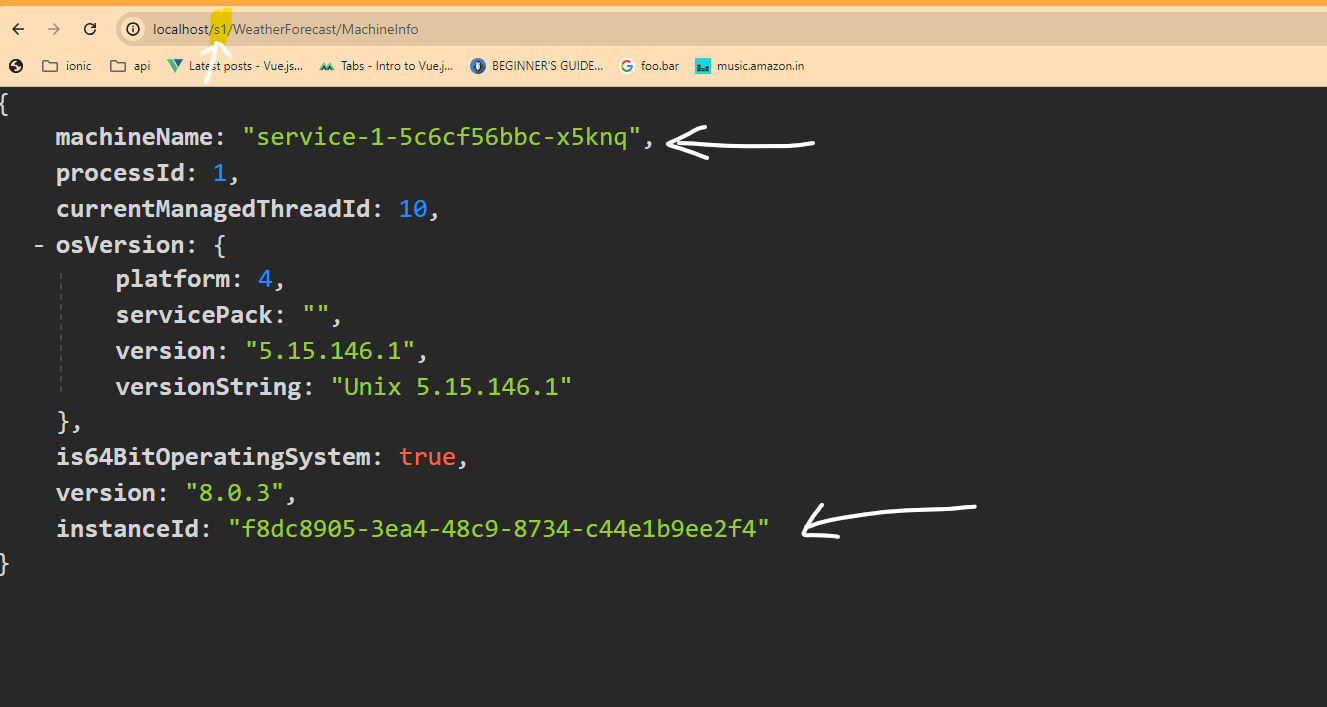 localhost/s1/WeatherForecast/MachineInfo
ionic api Latest posts - Vue.js... Tabs - Intro to Vue.j... BEGINNER'S GUIDE... foo.bar music.amazon.in
{
machineName: "service-1-5c6cf56bbc-x5knq",
processId: 1,
currentManagedThreadId: 10,
- osVersion: {
platform: 4,
servicePack: "",
version: "5.15.146.1",
versionString: "Unix 5.15.146.1"
},
is64BitOperatingSystem: true,
version: "8.0.3",
instanceId: "f8dc8905-3ea4-48c9-8734-c44e1b9ee2f4"
}